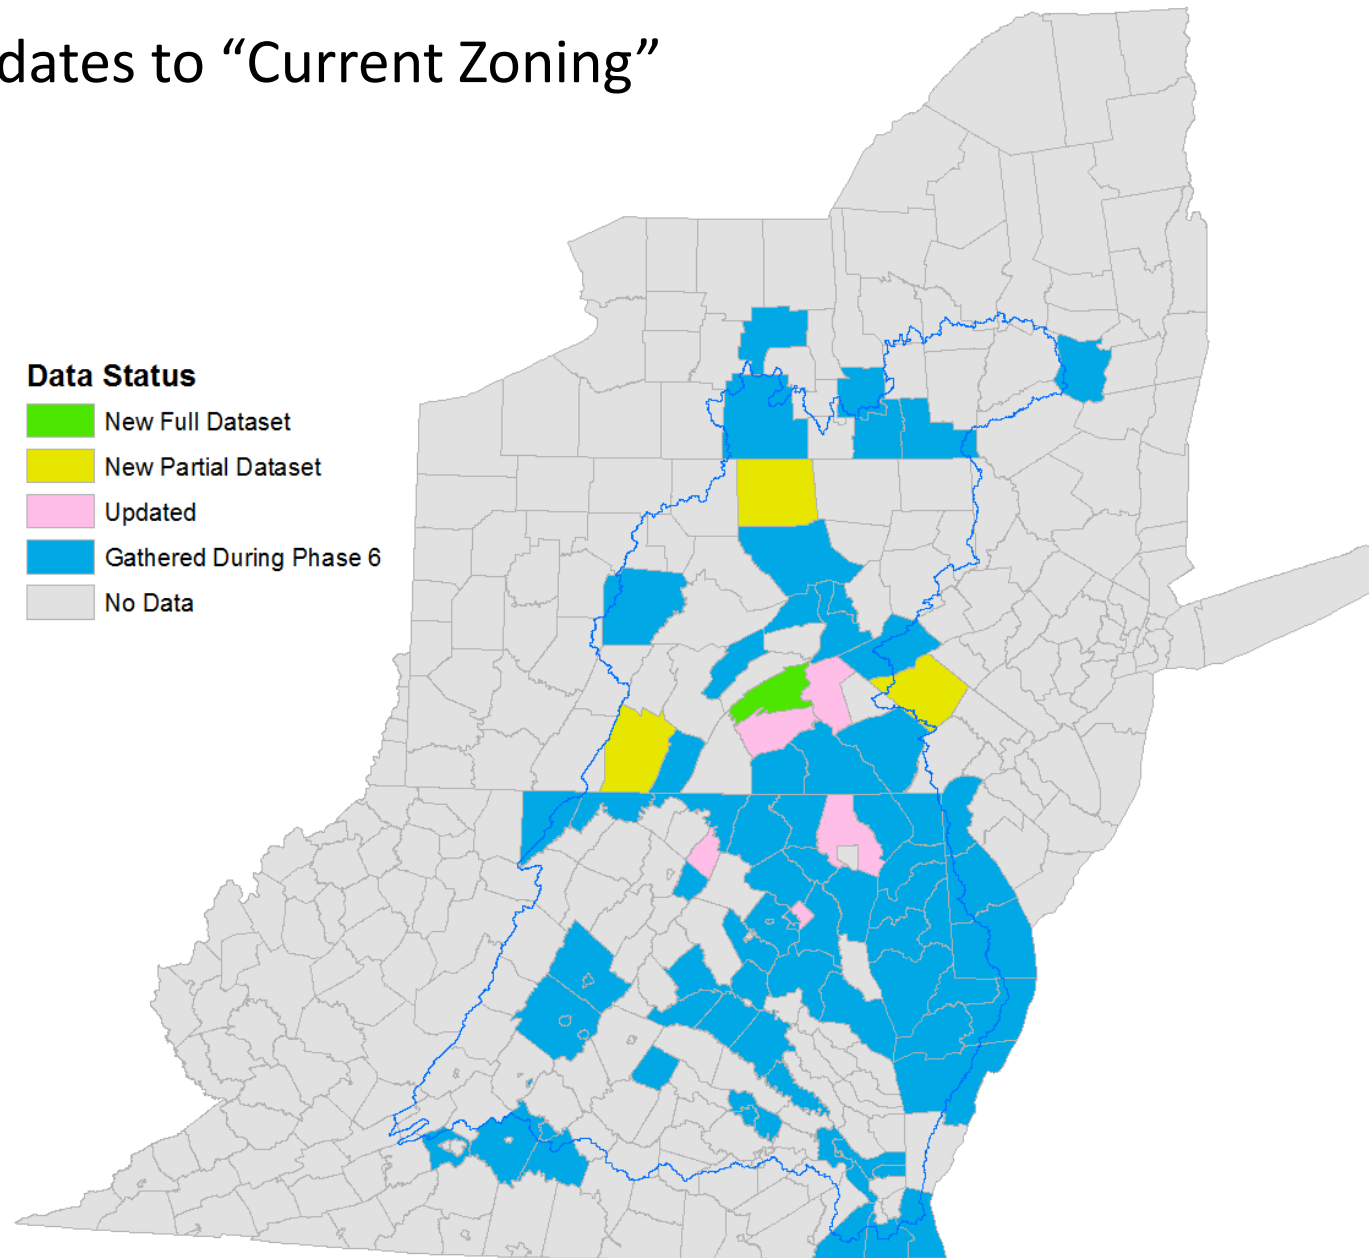 dates to “Current Zoning”
Data Status
New Full Dataset
New Partial Dataset
Updated
Gathered During Phase 6
No Data